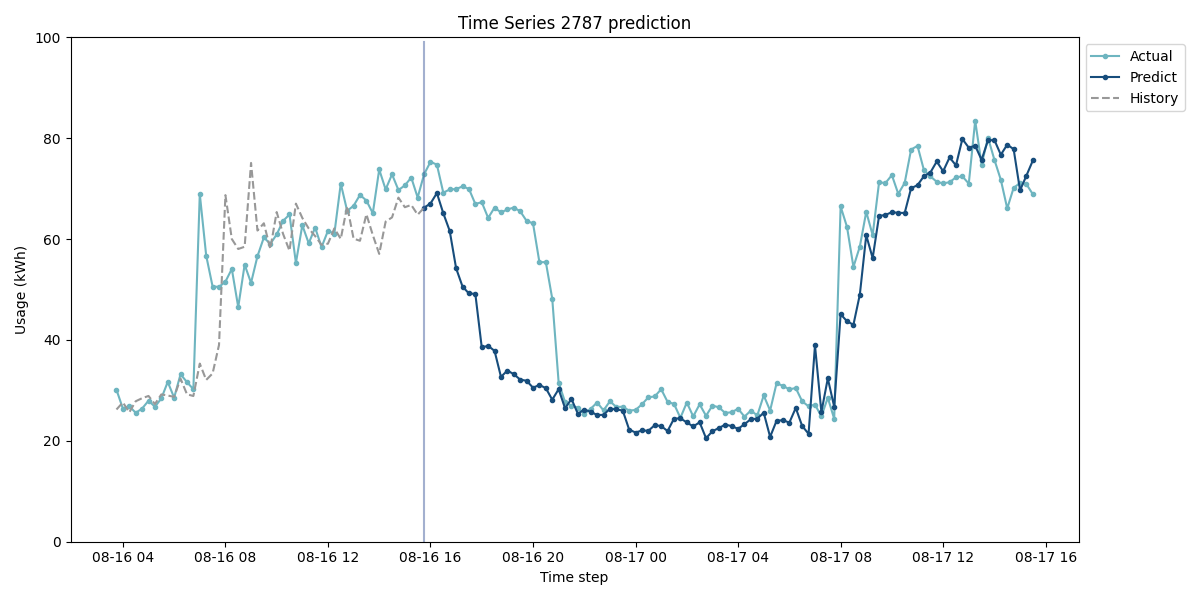 Time Series 2787 prediction
100
80
60
40
20
0
Usage (kWh)
08-16 04
08-16 08
08-16 12
08-16 16
08-16 20
08-17 00
08-17 04
08-17 08
08-17 12
08-17 16
Time step
Actual
Predict
History